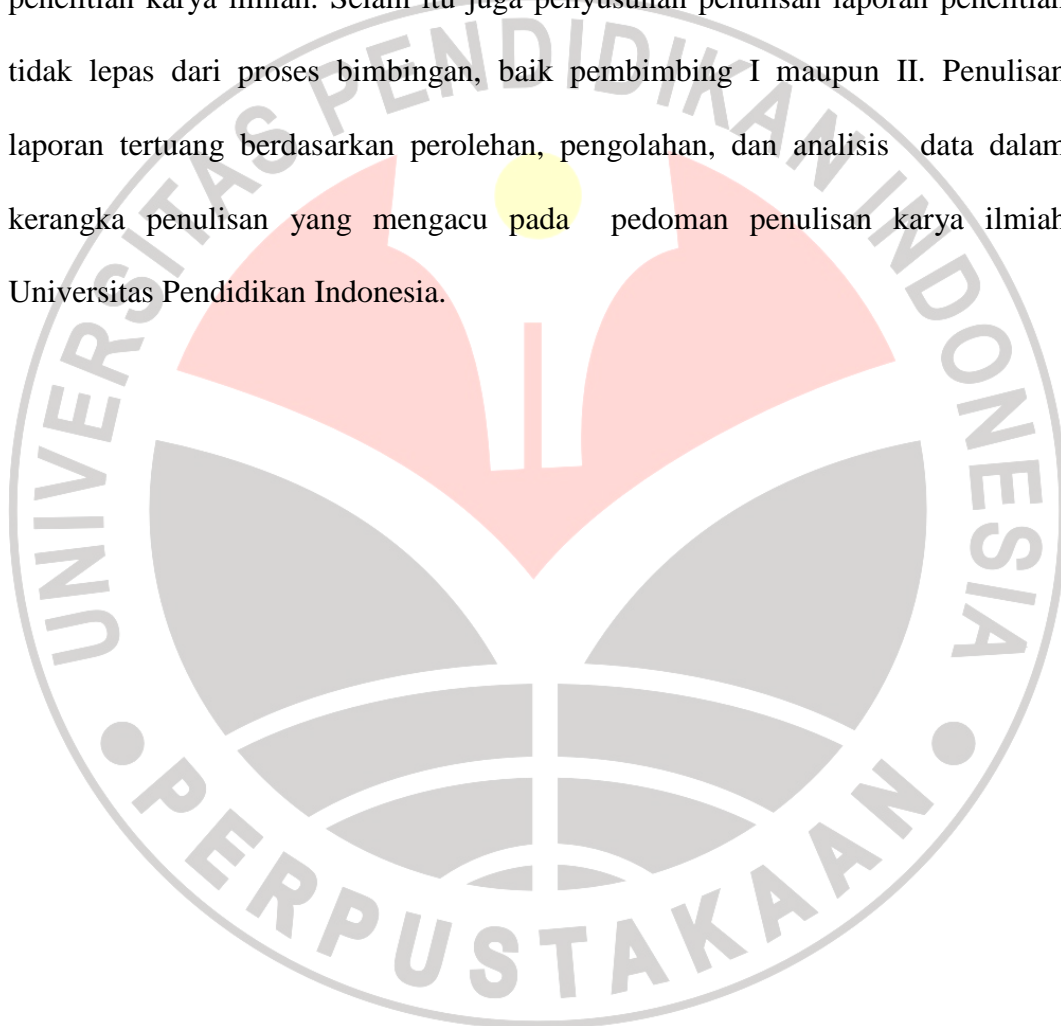 penelitian karya ilmiah. Selain itu juga penyusunan penulisan laporan penelitian
tidak lepas dari proses bimbingan, baik pembimbing I maupun II. Penulisan
laporan tertuang berdasarkan perolehan, pengolahan, dan analisis data dalam
kerangka penulisan yang mengacu pada pedoman penulisan karya ilmiah
Universitas Pendidikan Indonesia.
UNIVERSITAS PENDIDIKAN INDONESIA
PERPUSTAKAAN